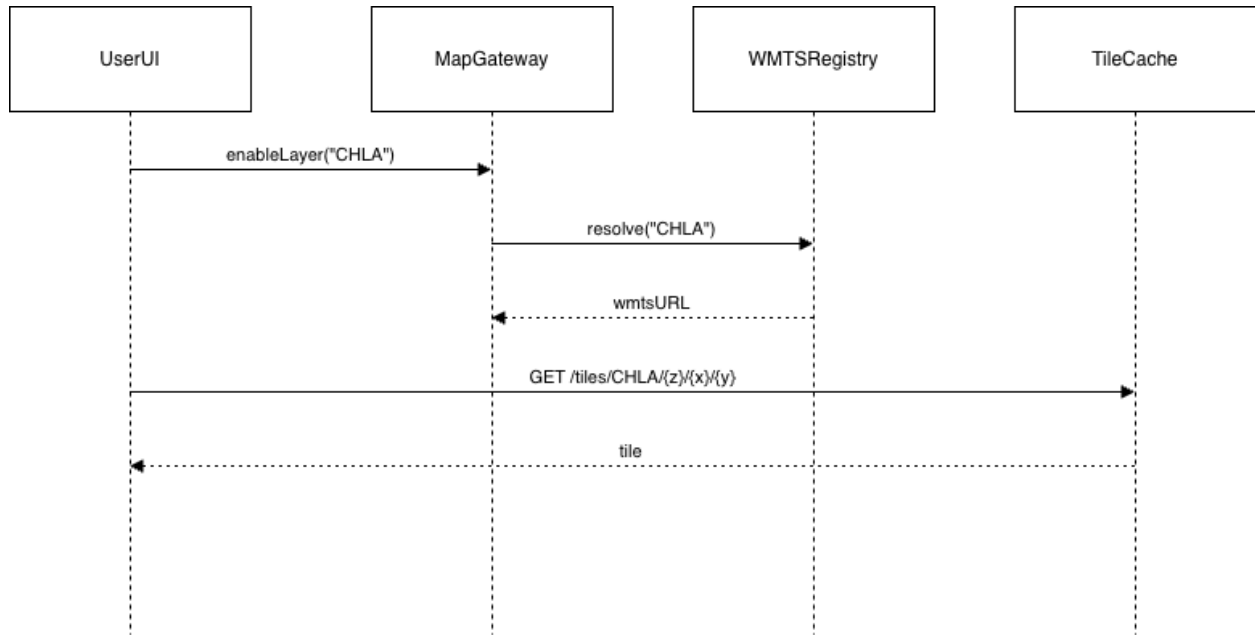 UserUI
MapGateway
WMTSRegistry
TileCache
enableLayer("CHLA")
resolve("CHLA")
wmtsURL
GET /tiles/CHLA/{z}/{x}/{y}
tile